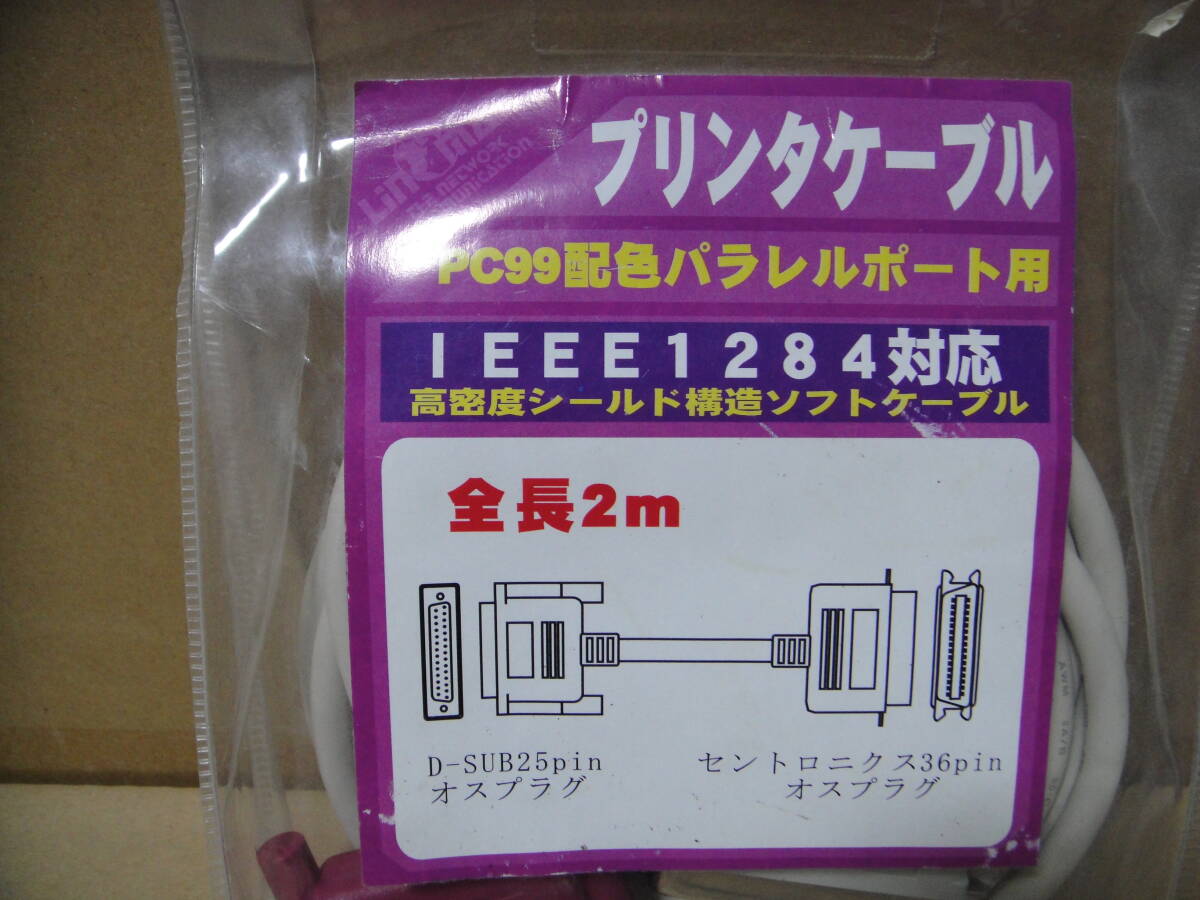 プリンタケーブル
PC99配色パラレルポート用
ＩＥＥＥ１２８４対応
高密度シールド構造ソフトケーブル
全長2m
D-SUB25pin
オスプラグ
セントロニクス36pin
オスプラグ
AWM